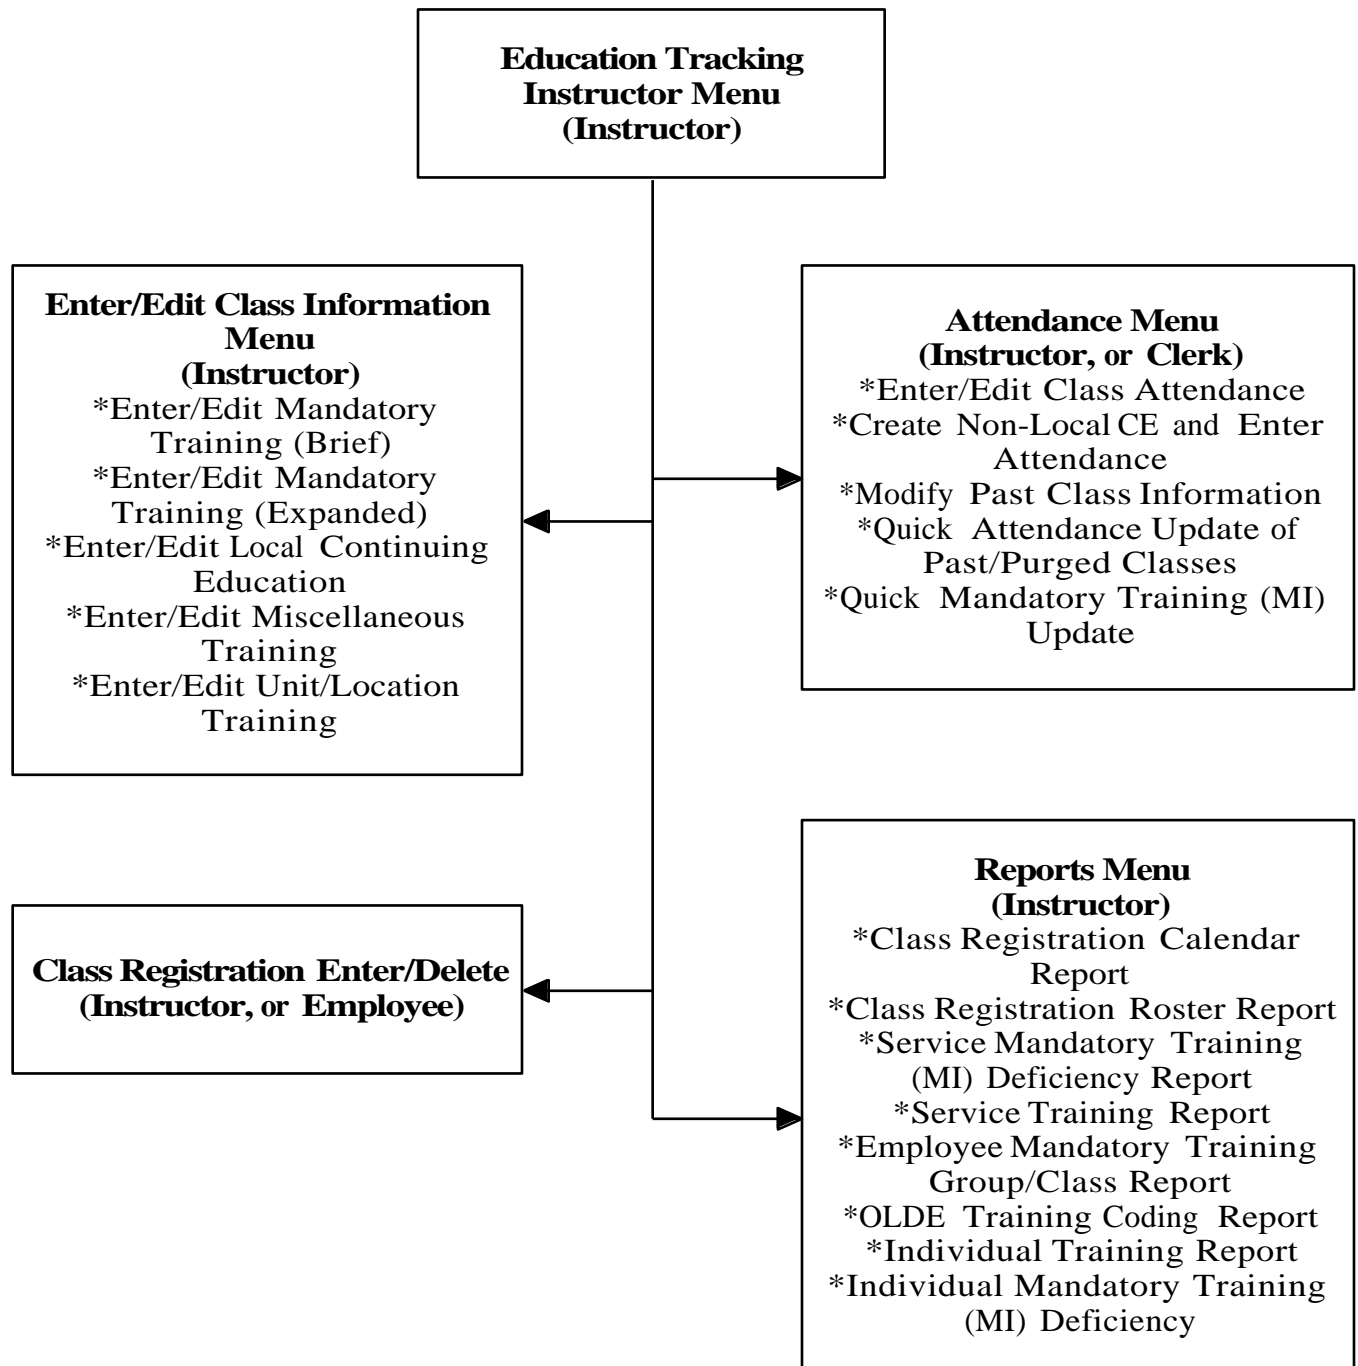 Education Tracking
Instructor Menu
(Instructor)
Enter/Edit Class Information
Menu
(Instructor)
*Enter/Edit Mandatory
Training (Brief)
*Enter/Edit Mandatory
Training (Expanded)
*Enter/Edit Local Continuing
Education
*Enter/Edit Miscellaneous
Training
*Enter/Edit Unit/Location
Training
Attendance Menu
(Instructor, or Clerk)
*Enter/Edit Class Attendance
*Create Non-Local CE and Enter
Attendance
*Modify Past Class Information
*Quick Attendance Update of
Past/Purged Classes
*Quick Mandatory Training (MI)
Update
Class Registration Enter/Delete
(Instructor, or Employee)
Reports Menu
(Instructor)
*Class Registration Calendar
Report
*Class Registration Roster Report
*Service Mandatory Training
(MI) Deficiency Report
*Service Training Report
*Employee Mandatory Training
Group/Class Report
*OLDE Training Coding Report
*Individual Training Report
*Individual Mandatory Training
(MI) Deficiency